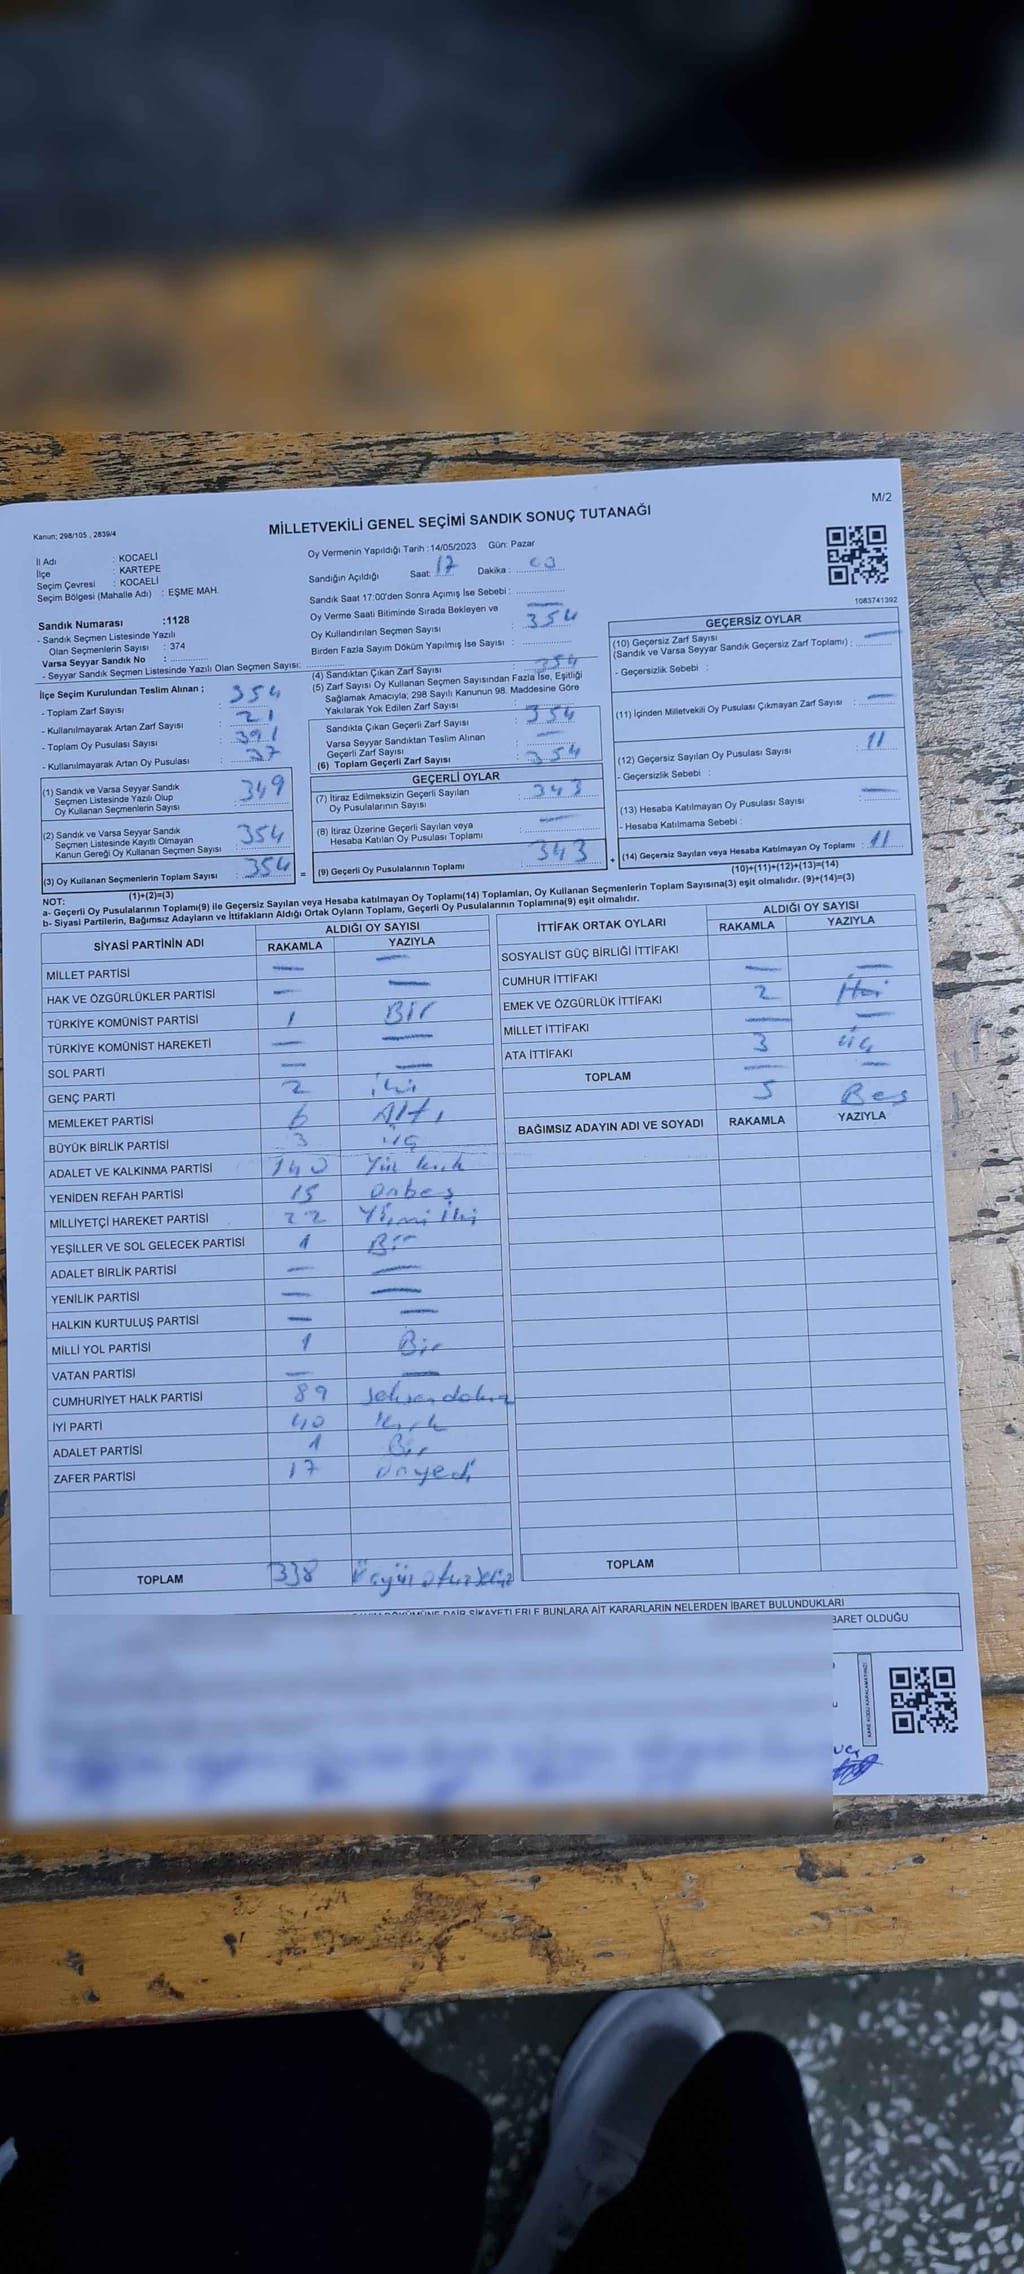 M/2
Kanun; 298/105 , 2839/4
MİLLETVEKİLİ GENEL SEÇİMİ SANDIK SONUÇ TUTANAĞI
İl Adı : KOCAELİ
İlçe : KARTEPE
Seçim Çevresi : KOCAELİ
Seçim Bölgesi (Mahalle Adı) : EŞME MAH.
Oy Vermenin Yapıldığı Tarih :14/05/2023 Gün: Pazar
Sandığın Açıldığı Saat: 17 Dakika : 00
Sandık Saat 17:00'den Sonra Açımış İse Sebebi :
Oy Verme Saati Bitiminde Sırada Bekleyen ve
Oy Kullandırılan Seçmen Sayısı : 354
Birden Fazla Sayım Döküm Yapılmış İse Sayısı :
1083741392
Sandık Numarası :1128
- Sandık Seçmen Listesinde Yazılı
Olan Seçmenlerin Sayısı : 374
Varsa Seyyar Sandık No :
- Seyyar Sandık Seçmen Listesinde Yazılı Olan Seçmen Sayısı:
İlçe Seçim Kurulundan Teslim Alınan ;
- Toplam Zarf Sayısı : 354
- Kullanılmayarak Artan Zarf Sayısı : 21
- Toplam Oy Pusulası Sayısı : 391
- Kullanılmayarak Artan Oy Pusulası : 37
(1) Sandık ve Varsa Seyyar Sandık
Seçmen Listesinde Yazılı Olup
Oy Kullanan Seçmenlerin Sayısı : 349
(2) Sandık ve Varsa Seyyar Sandık
Seçmen Listesinde Kayıtlı Olmayan
Kanun Gereği Oy Kullanan Seçmen Sayısı : 354
(3) Oy Kullanan Seçmenlerin Toplam Sayısı : 354
(1)+(2)=(3)
(4) Sandıktan Çıkan Zarf Sayısı : 354
(5) Zarf Sayısı Oy Kullanan Seçmen Sayısından Fazla İse, Eşitliği
Sağlamak Amacıyla; 298 Sayılı Kanunun 98. Maddesine Göre
Yakılarak Yok Edilen Zarf Sayısı :
Sandıkta Çıkan Geçerli Zarf Sayısı : 354
Varsa Seyyar Sandıktan Teslim Alınan
Geçerli Zarf Sayısı : —
(6) Toplam Geçerli Zarf Sayısı : 354
GEÇERLİ OYLAR
(7) İtiraz Edilmeksizin Geçerli Sayılan
Oy Pusulalarının Sayısı : 343
(8) İtiraz Üzerine Geçerli Sayılan veya
Hesaba Katılan Oy Pusulası Toplamı : —
(9) Geçerli Oy Pusulalarının Toplamı : 343
GEÇERSİZ OYLAR
(10) Geçersiz Zarf Sayısı
(Sandık ve Varsa Seyyar Sandık Geçersiz Zarf Toplamı) : —
- Geçersizlik Sebebi :
(11) İçinden Milletvekili Oy Pusulası Çıkmayan Zarf Sayısı : —
(12) Geçersiz Sayılan Oy Pusulası Sayısı : 11
- Geçersizlik Sebebi :
(13) Hesaba Katılmayan Oy Pusulası Sayısı : —
- Hesaba Katılmama Sebebi :
(14) Geçersiz Sayılan veya Hesaba Katılmayan Oy Toplamı : 11
(10)+(11)+(12)+(13)=(14)
NOT:
a- Geçerli Oy Pusulalarının Toplamı(9) ile Geçersiz Sayılan veya Hesaba katılmayan Oy Toplamı(14) Toplamları, Oy Kullanan Seçmenlerin Toplam Sayısına(3) eşit olmalıdır. (9)+(14)=(3)
b- Siyasi Partilerin, Bağımsız Adayların ve İttifakların Aldığı Ortak Oyların Toplamı, Geçerli Oy Pusulalarının Toplamına(9) eşit olmalıdır.
SİYASİ PARTİNİN ADI ALDIĞI OY SAYISI
RAKAMLA YAZIYLA
MİLLET PARTİSİ — —
HAK VE ÖZGÜRLÜKLER PARTİSİ — —
TÜRKİYE KOMÜNİST PARTİSİ 1 Bir
TÜRKİYE KOMÜNİST HAREKETİ — —
SOL PARTİ — —
GENÇ PARTİ 2 iki
MEMLEKET PARTİSİ 6 Altı
BÜYÜK BİRLİK PARTİSİ 3 üç
ADALET VE KALKINMA PARTİSİ 140 Yüz kırk
YENİDEN REFAH PARTİSİ 15 onbeş
MİLLİYETÇİ HAREKET PARTİSİ 22 Yirmi iki
YEŞİLLER VE SOL GELECEK PARTİSİ 1 Bir
ADALET BİRLİK PARTİSİ — —
YENİLİK PARTİSİ — —
HALKIN KURTULUŞ PARTİSİ — —
MİLLİ YOL PARTİSİ 1 Bir
VATAN PARTİSİ — —
CUMHURİYET HALK PARTİSİ 89 seksendokuz
İYİ PARTİ 40 kırk
ADALET PARTİSİ 1 Bir
ZAFER PARTİSİ 17 onyedi
TOPLAM 338 Üçyüz otuz sekiz
İTTİFAK ORTAK OYLARI ALDIĞI OY SAYISI
RAKAMLA YAZIYLA
SOSYALİST GÜÇ BİRLİĞİ İTTİFAKI — —
CUMHUR İTTİFAKI 2 iki
EMEK VE ÖZGÜRLÜK İTTİFAKI — —
MİLLET İTTİFAKI 3 üç
ATA İTTİFAKI — —
TOPLAM 5 Beş
BAĞIMSIZ ADAYIN ADI VE SOYADI RAKAMLA YAZIYLA
TOPLAM
DÖKÜMÜNE DAİR ŞİKAYETLERLE BUNLARA AİT KARARLARIN NELERDEN İBARET BULUNDUKLARI
BARET OLDUĞU
KARE KODU KARALAMAYINIZ!